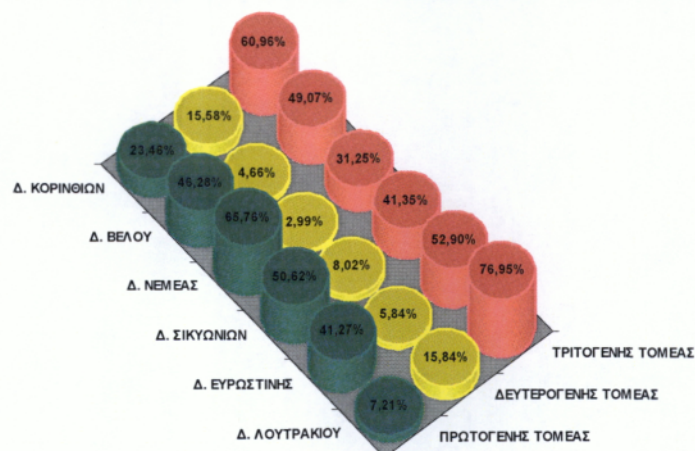 60,96%
49,07%
31,25%
41,35%
52,90%
76,95%
15,58%
4,66%
2,99%
8,02%
5,84%
15,84%
23,46%
46,28%
65,76%
50,62%
41,27%
7,21%
Δ. ΚΟΡΙΝΘΙΩΝ
Δ. ΒΕΛΟΥ
Δ. ΝΕΜΕΑΣ
Δ. ΣΙΚΥΩΝΙΩΝ
Δ. ΕΥΡΩΣΤΙΝΗΣ
Δ. ΛΟΥΤΡΑΚΙΟΥ
ΤΡΙΤΟΓΕΝΗΣ ΤΟΜΕΑΣ
ΔΕΥΤΕΡΟΓΕΝΗΣ ΤΟΜΕΑΣ
ΠΡΩΤΟΓΕΝΗΣ ΤΟΜΕΑΣ